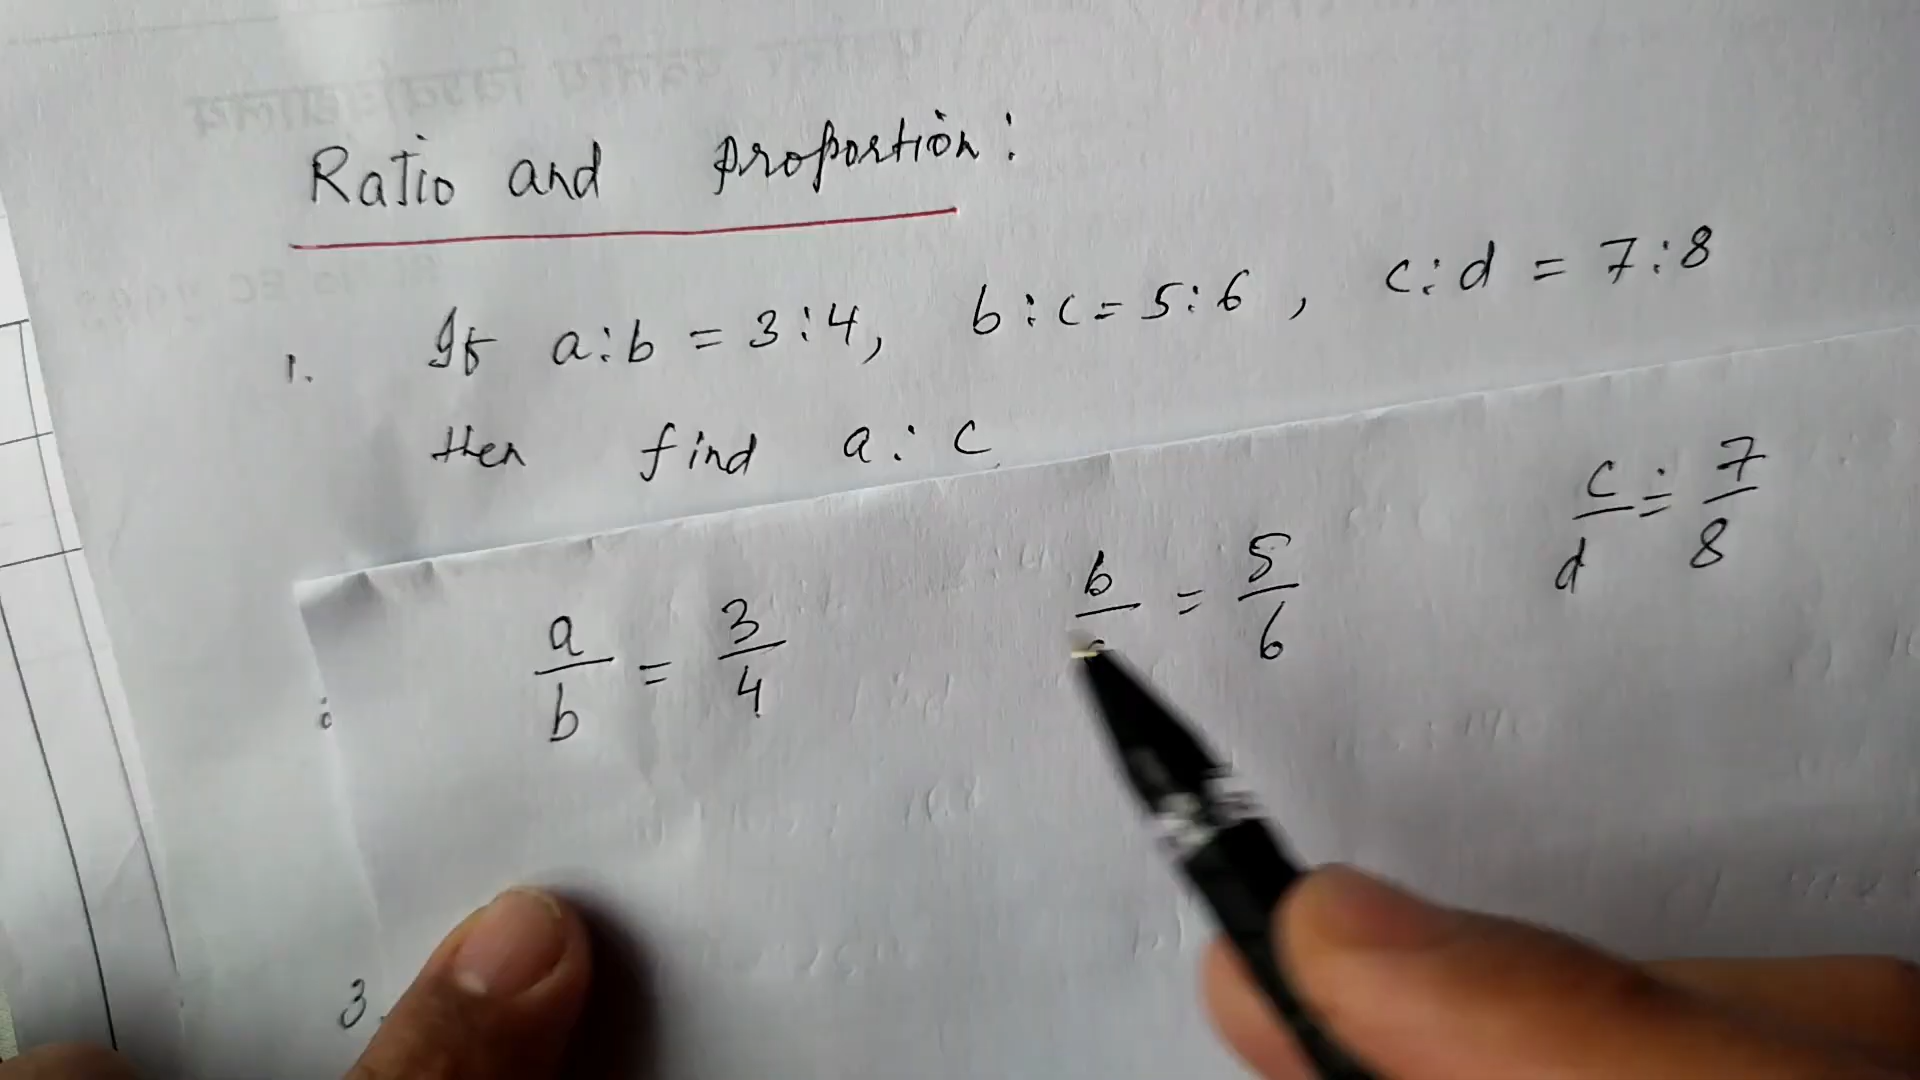 Ratio and proportion:
1. If a:b = 3:4, b:c = 5:6, c:d = 7:8
then find a:c
a/b = 3/4 b/ = 5/6 c/d = 7/8
3.